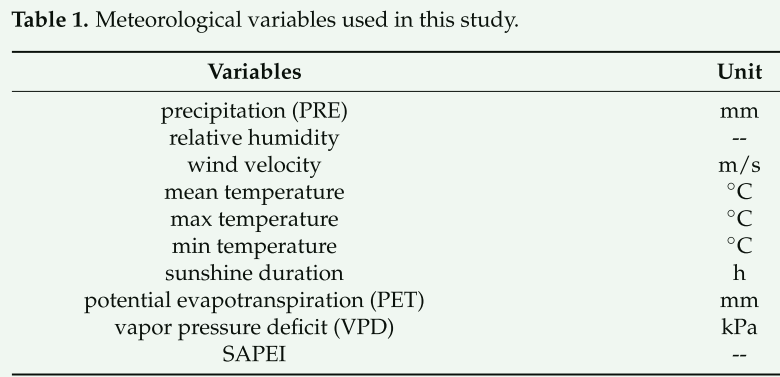 Table 1. Meteorological variables used in this study.
Variables Unit
precipitation (PRE) mm
relative humidity --
wind velocity m/s
mean temperature °C
max temperature °C
min temperature °C
sunshine duration h
potential evapotranspiration (PET) mm
vapor pressure deficit (VPD) kPa
SAPEI --